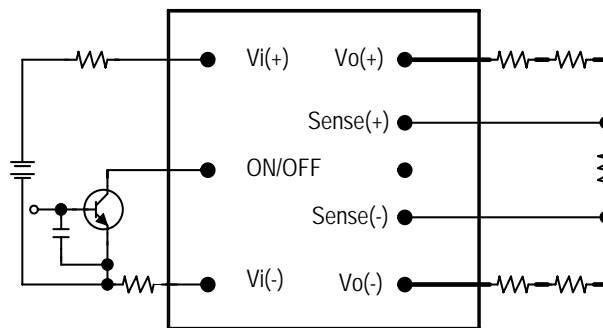 Vi(+) Vo(+)
Sense(+)
ON/OFF
Sense(-)
Vi(-) Vo(-)